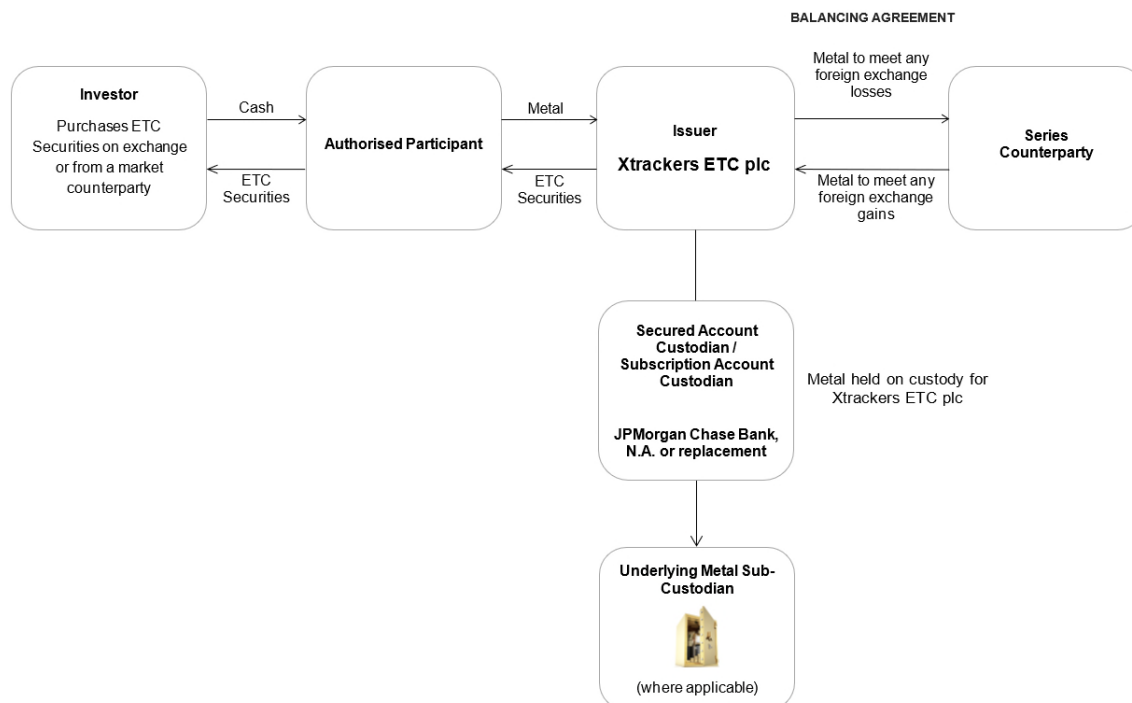 BALANCING AGREEMENT
Investor
Purchases ETC
Securities on exchange
or from a market
counterparty
Cash
ETC
Securities
Authorised Participant
Metal
ETC
Securities
Issuer
Xtrackers ETC plc
Metal to meet any
foreign exchange
losses
Metal to meet any
foreign exchange
gains
Series
Counterparty
Secured Account
Custodian /
Subscription Account
Custodian
JPMorgan Chase Bank,
N.A. or replacement
Metal held on custody for
Xtrackers ETC plc
Underlying Metal Sub-
Custodian
(where applicable)